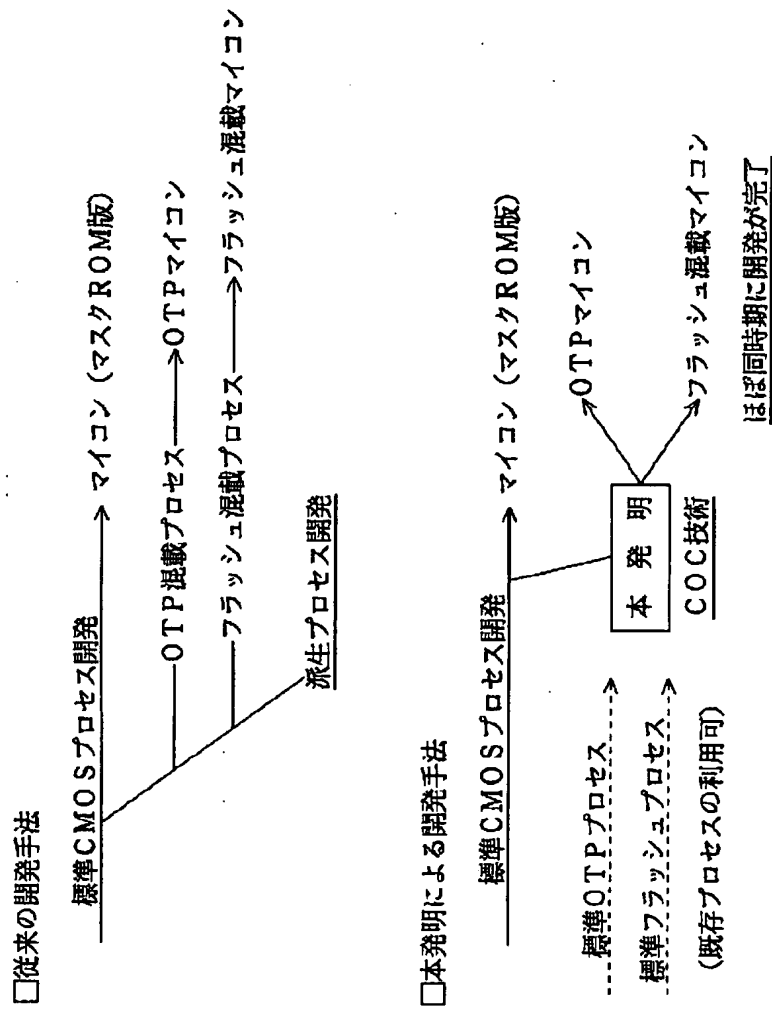 □従来の開発手法
標準CMOSプロセス開発
マイコン(マスクROM版)
OTP混載プロセス
OTPマイコン
フラッシュ混載プロセス
フラッシュ混載マイコン
派生プロセス開発
□本発明による開発手法
標準CMOSプロセス開発
マイコン(マスクROM版)
標準OTPプロセス
標準フラッシュプロセス
(既存プロセスの利用可)
本発明
COC技術
OTPマイコン
フラッシュ混載マイコン
ほぼ同時期に開発が完了